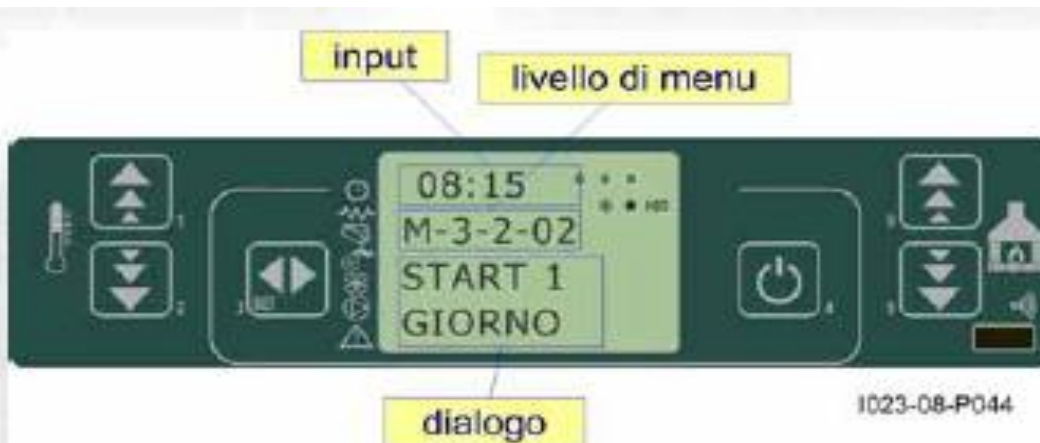 input
livello di menu
08:15
M-3-2-02
START 1
GIORNO
dialogo
I023-08-P044